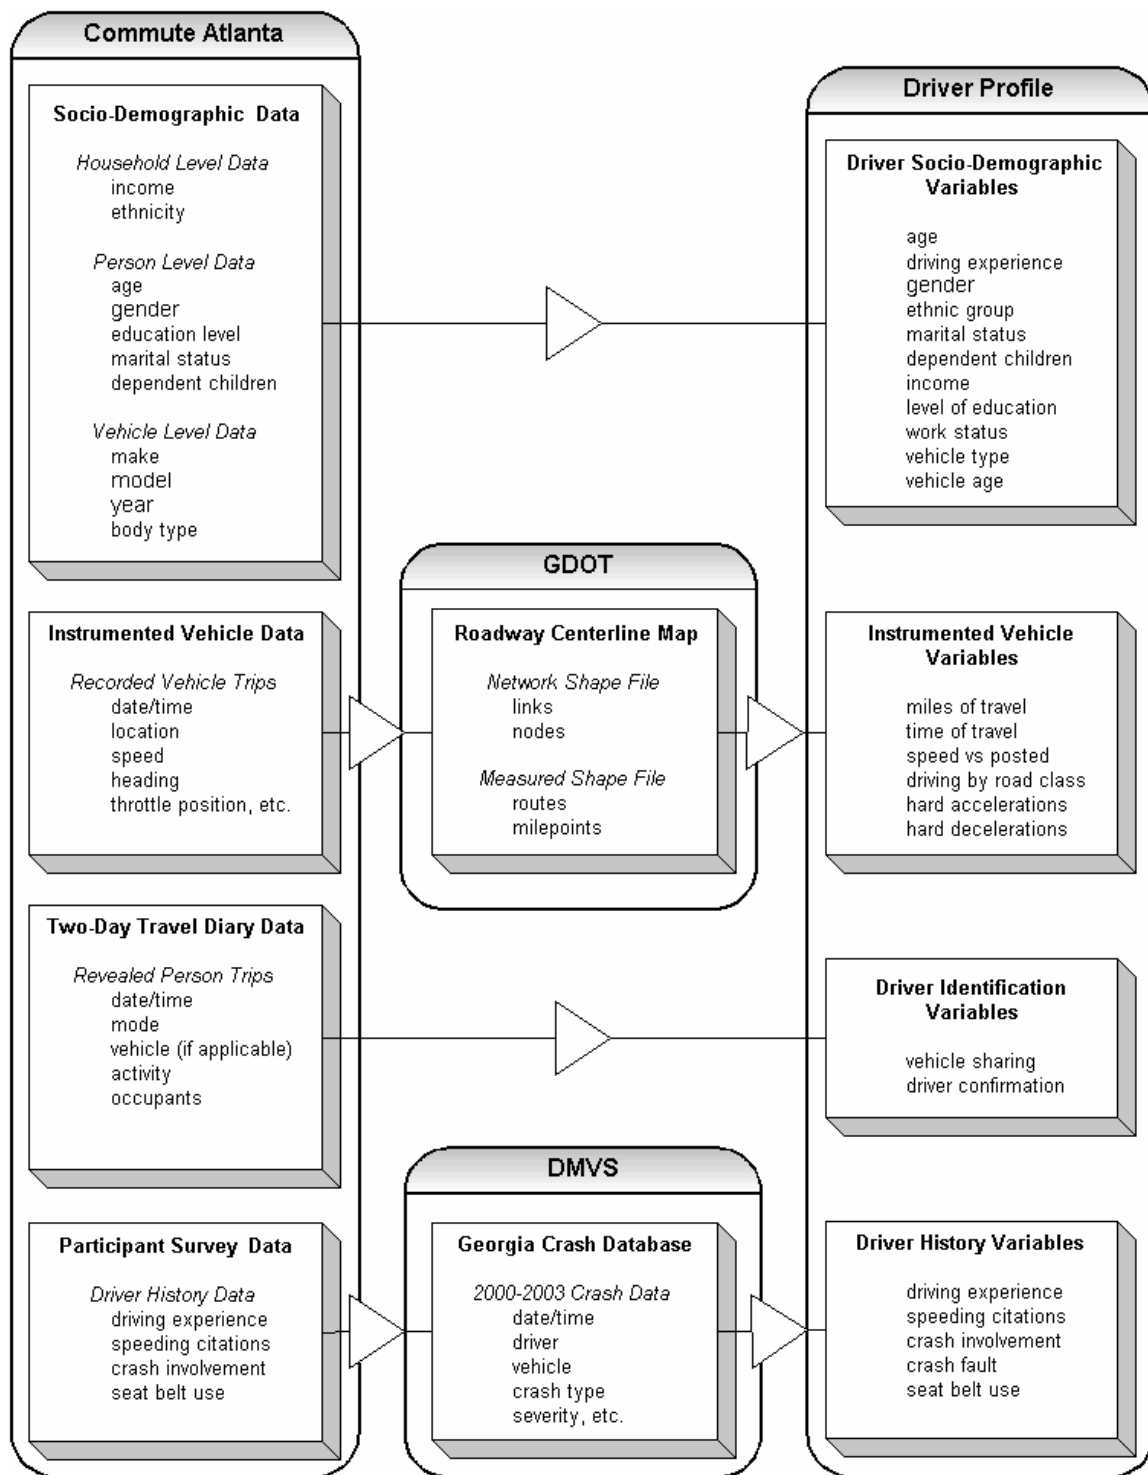 Commute Atlanta
Socio-Demographic Data
Household Level Data
income
ethnicity
Person Level Data
age
gender
education level
marital status
dependent children
Vehicle Level Data
make
model
year
body type
Instrumented Vehicle Data
Recorded Vehicle Trips
date/time
location
speed
heading
throttle position, etc.
Two-Day Travel Diary Data
Revealed Person Trips
date/time
mode
vehicle (if applicable)
activity
occupants
Participant Survey Data
Driver History Data
driving experience
speeding citations
crash involvement
seat belt use
GDOT
Roadway Centerline Map
Network Shape File
links
nodes
Measured Shape File
routes
milepoints
DMVS
Georgia Crash Database
2000-2003 Crash Data
date/time
driver
vehicle
crash type
severity, etc.
Driver Profile
Driver Socio-Demographic
Variables
age
driving experience
gender
ethnic group
marital status
dependent children
income
level of education
work status
vehicle type
vehicle age
Instrumented Vehicle
Variables
miles of travel
time of travel
speed vs posted
driving by road class
hard accelerations
hard decelerations
Driver Identification
Variables
vehicle sharing
driver confirmation
Driver History Variables
driving experience
speeding citations
crash involvement
crash fault
seat belt use